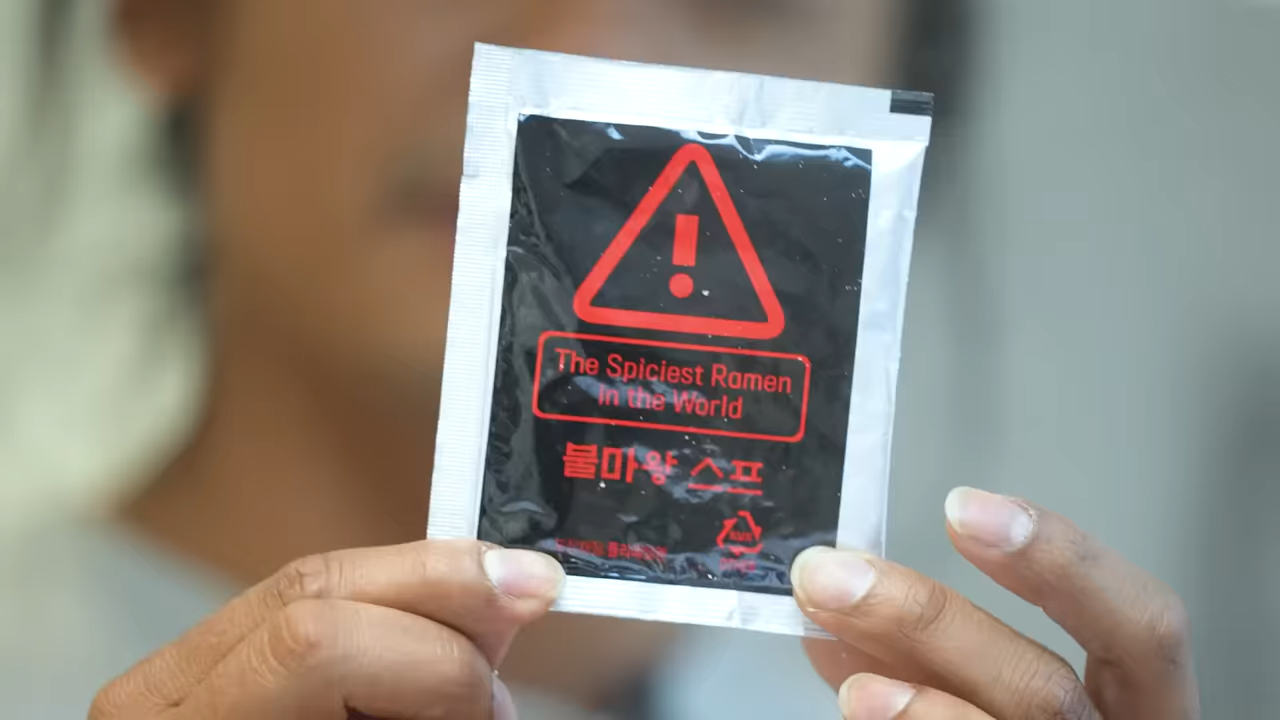 The Spiciest Ramen
in the World
불마왕 스프